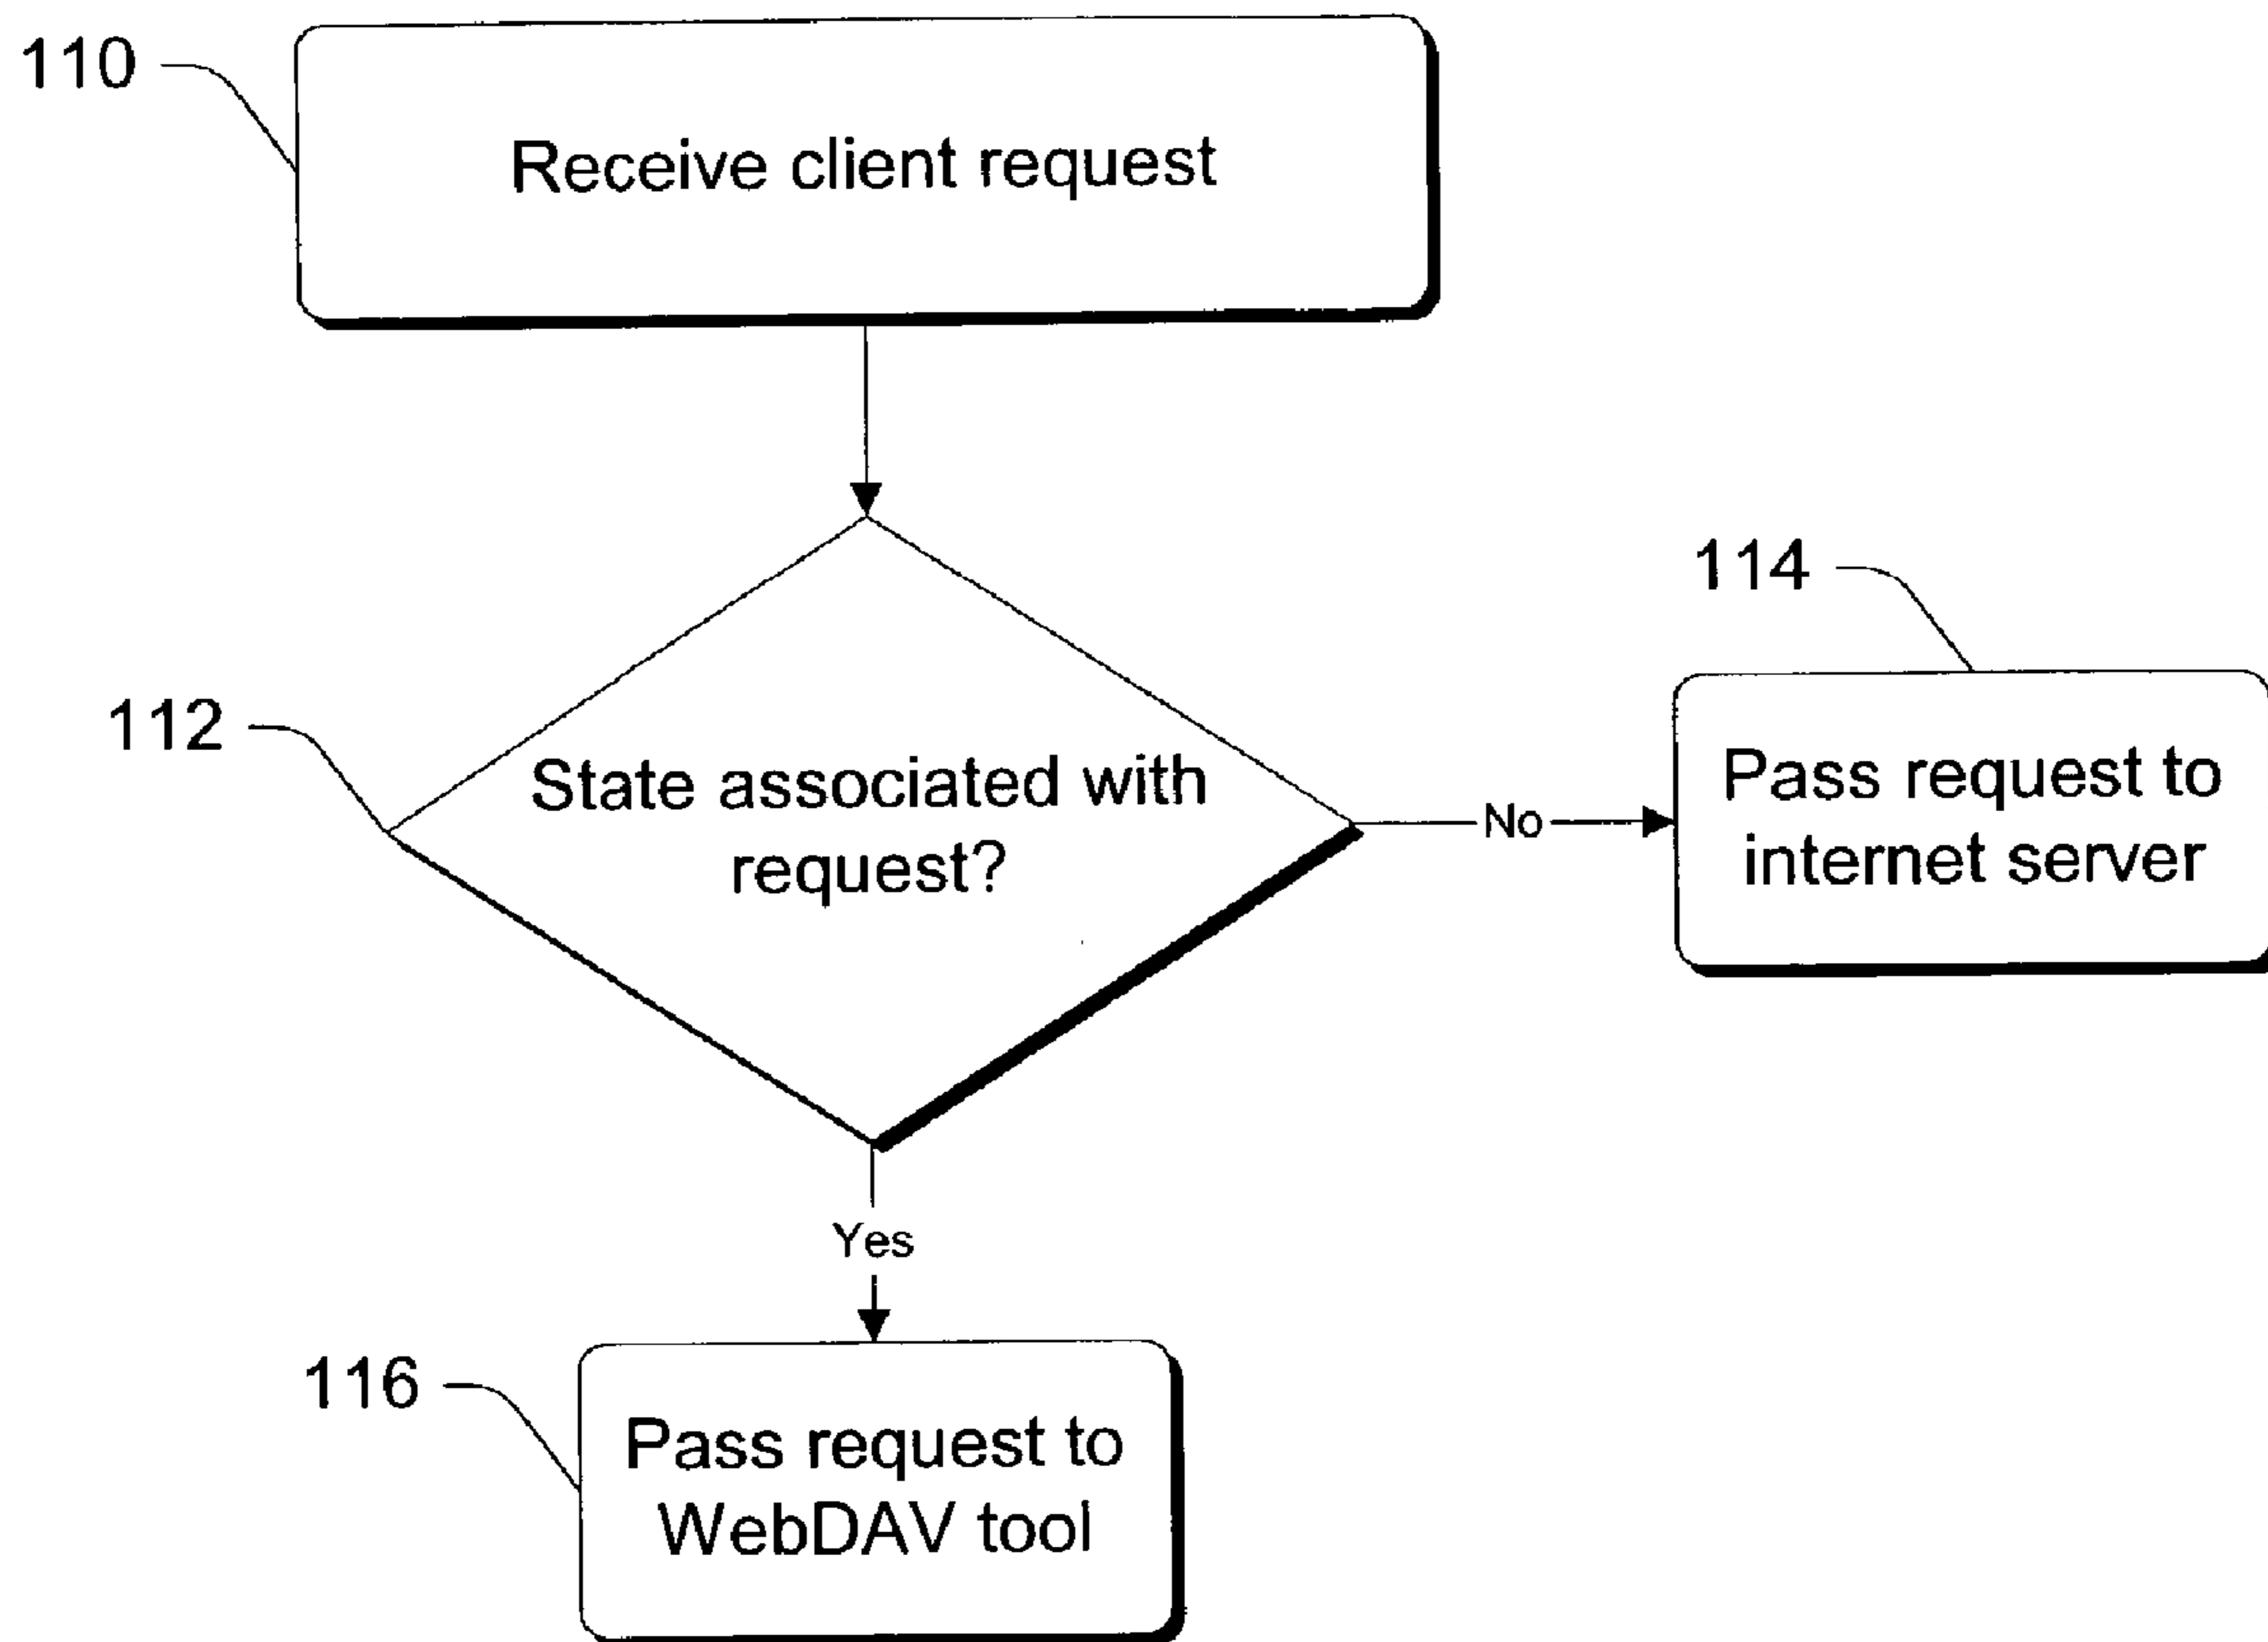 110
Receive client request
112
State associated with
request?
No
114
Pass request to
internet server
Yes
116
Pass request to
WebDAV tool